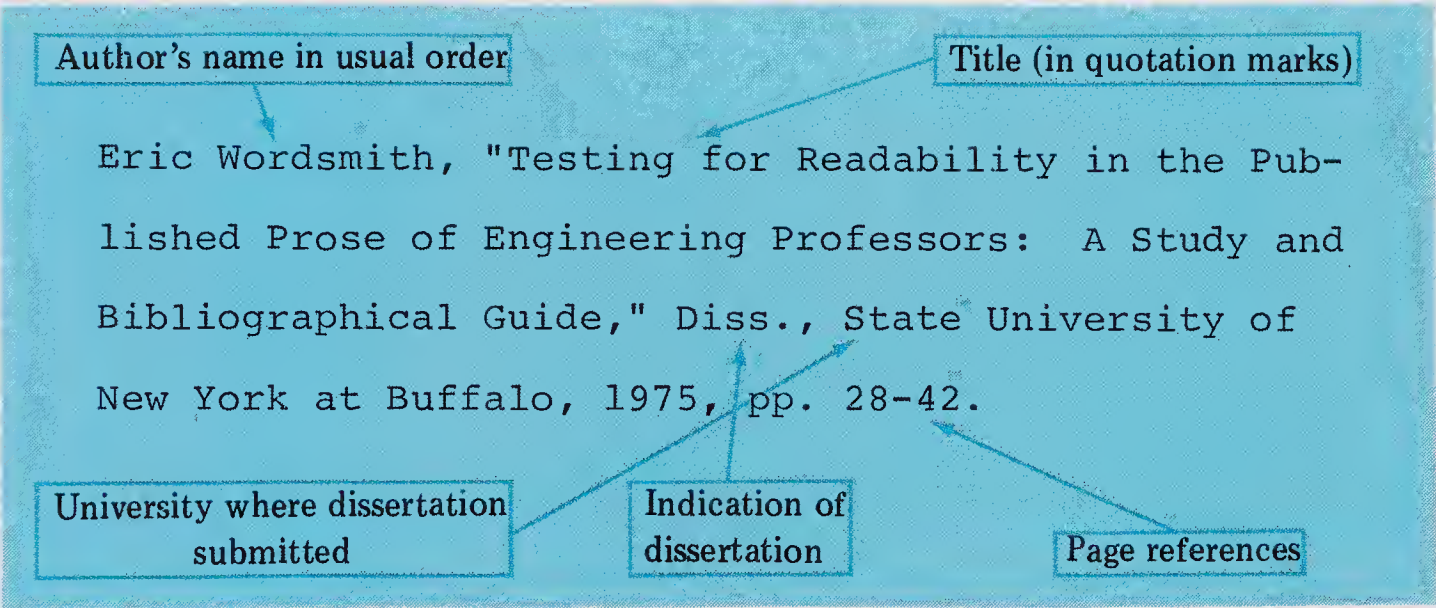 Author's name in usual order
Title (in quotation marks)
Eric Wordsmith, "Testing for Readability in the Pub-
lished Prose of Engineering Professors:  A Study and
Bibliographical Guide," Diss., State University of
New York at Buffalo, 1975, pp. 28-42.
University where dissertation
submitted
Indication of
dissertation
Page references